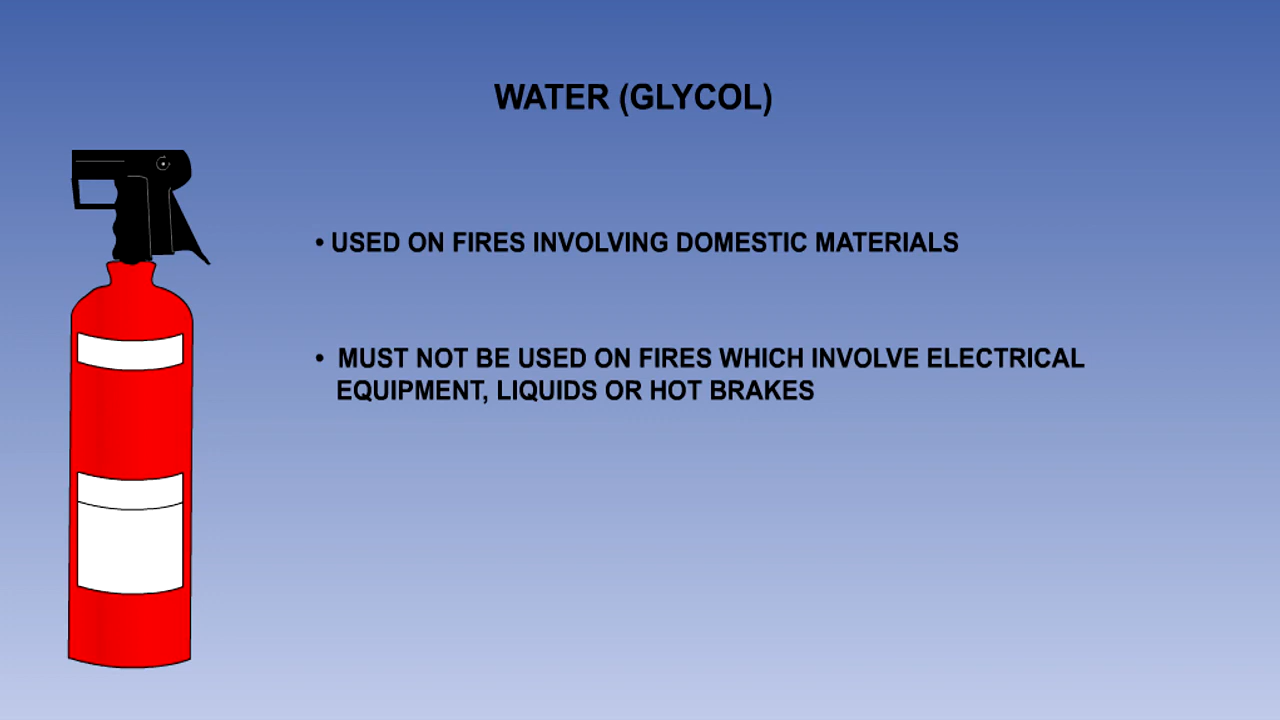 WATER (GLYCOL)
• USED ON FIRES INVOLVING DOMESTIC MATERIALS
• MUST NOT BE USED ON FIRES WHICH INVOLVE ELECTRICAL
EQUIPMENT, LIQUIDS OR HOT BRAKES